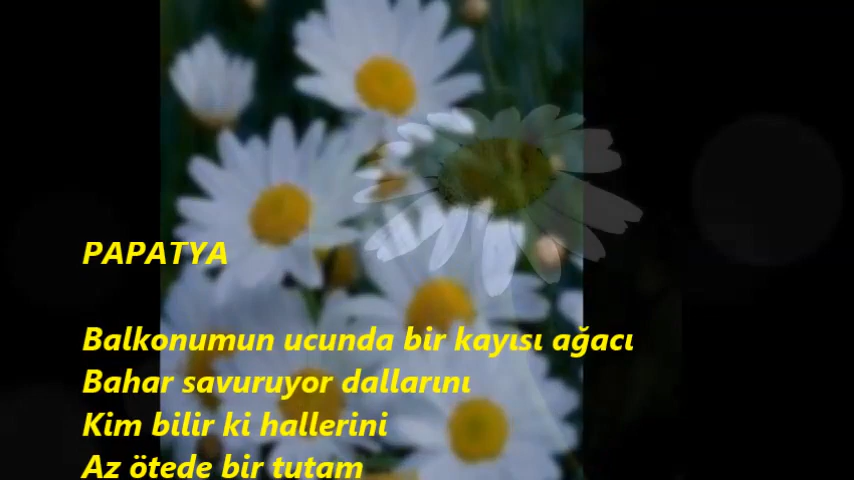 PAPATYA
Balkonumun ucunda bir kayısı ağacı
Bahar savuruyor dallarını
Kim bilir ki hallerini
Az ötede bir tutam